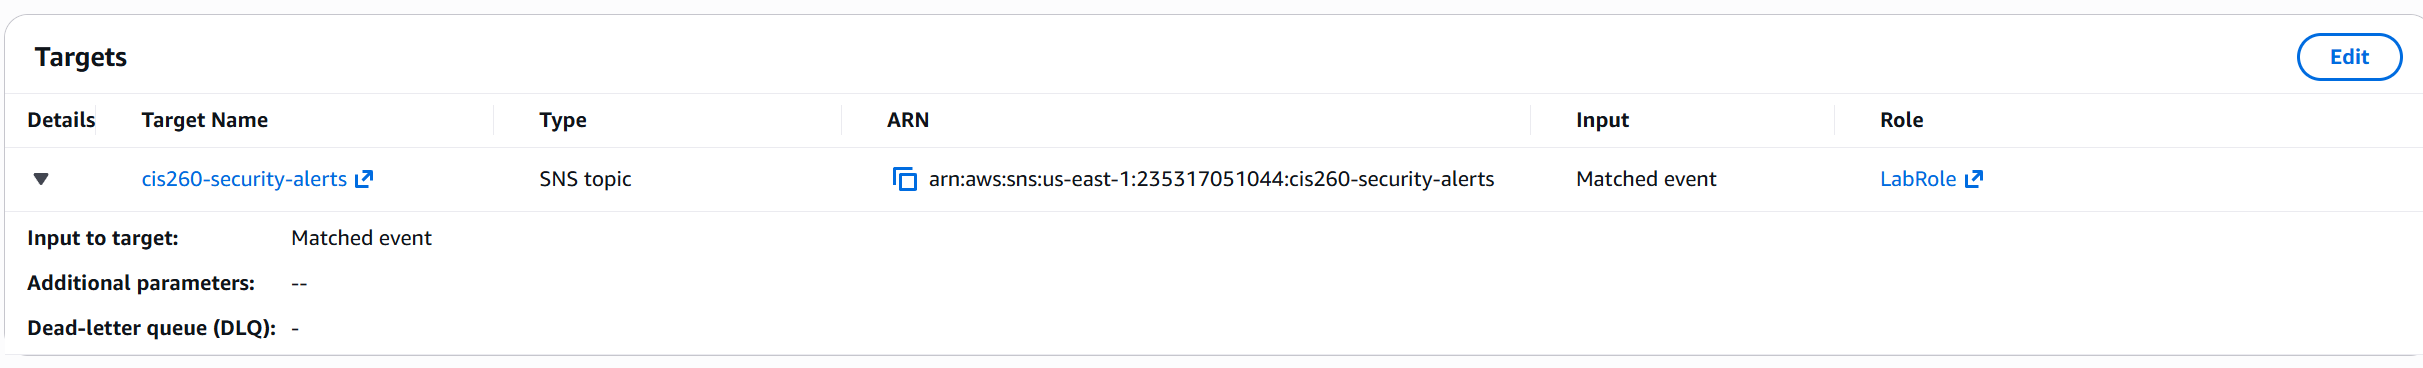 Targets
Edit
Details Target Name Type ARN Input Role
cis260-security-alerts SNS topic arn:aws:sns:us-east-1:235317051044:cis260-security-alerts Matched event LabRole
Input to target: Matched event
Additional parameters: --
Dead-letter queue (DLQ): -